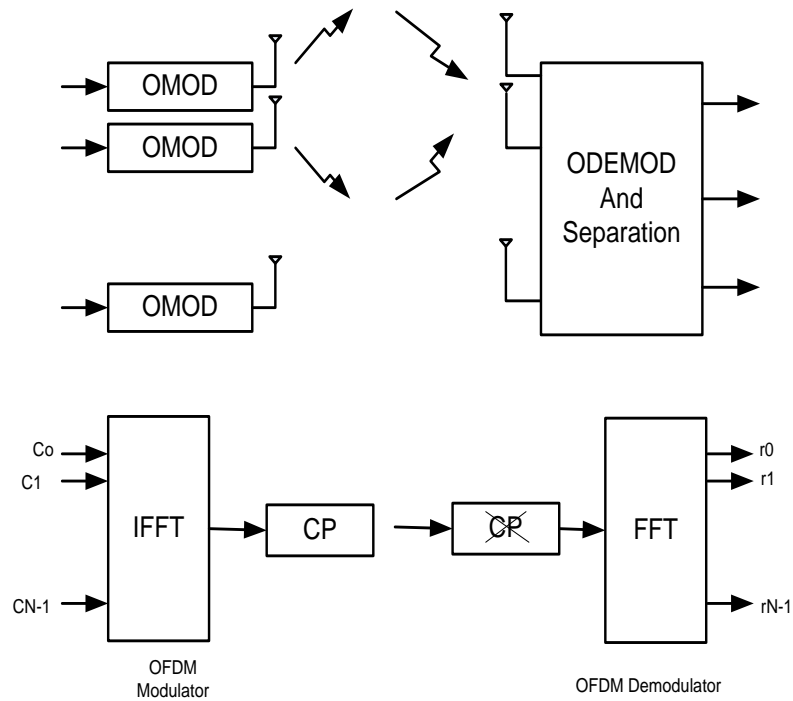 OMOD
OMOD
OMOD
ODEMOD
And
Separation
Co
C1
CN-1
IFFT
CP
CP
FFT
r0
r1
rN-1
OFDM
Modulator
OFDM Demodulator